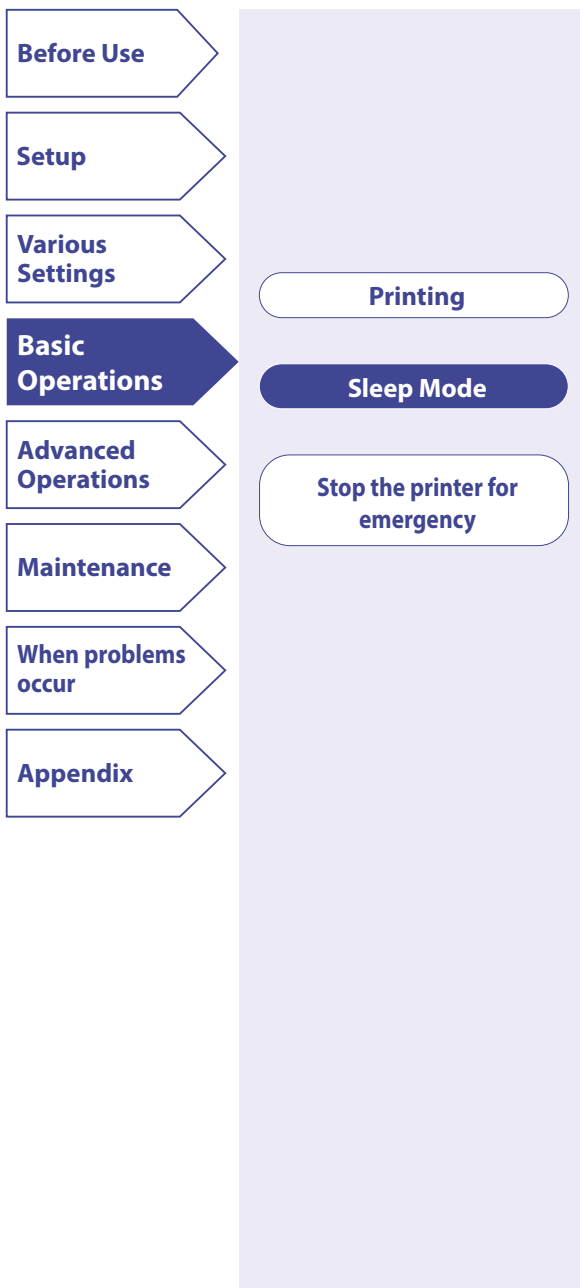 Before Use
Setup
Various
Settings
Basic
Operations
Advanced
Operations
Maintenance
When problems
occur
Appendix
Printing
Sleep Mode
Stop the printer for
emergency